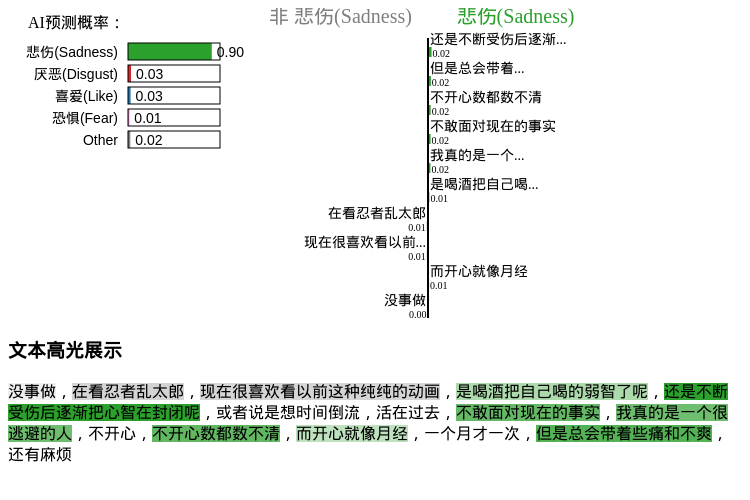 AI预测概率：
悲伤(Sadness) 0.90
厌恶(Disgust) 0.03
喜爱(Like) 0.03
恐惧(Fear) 0.01
Other 0.02
非 悲伤(Sadness) 悲伤(Sadness)
还是不断受伤后逐渐...
0.02
但是总会带着...
0.02
不开心数都数不清
0.02
不敢面对现在的事实
0.02
我真的是一个...
0.02
是喝酒把自己喝...
0.01
在看忍者乱太郎
0.01
现在很喜欢看以前...
0.01
而开心就像月经
0.01
没事做
0.00
文本高光展示
没事做，在看忍者乱太郎，现在很喜欢看以前这种纯纯的动画，是喝酒把自己喝的弱智了呢，还是不断
受伤后逐渐把心智在封闭呢，或者说是想时间倒流，活在过去，不敢面对现在的事实，我真的是一个很
逃避的人，不开心，不开心数都数不清，而开心就像月经，一个月才一次，但是总会带着些痛和不爽，
还有麻烦